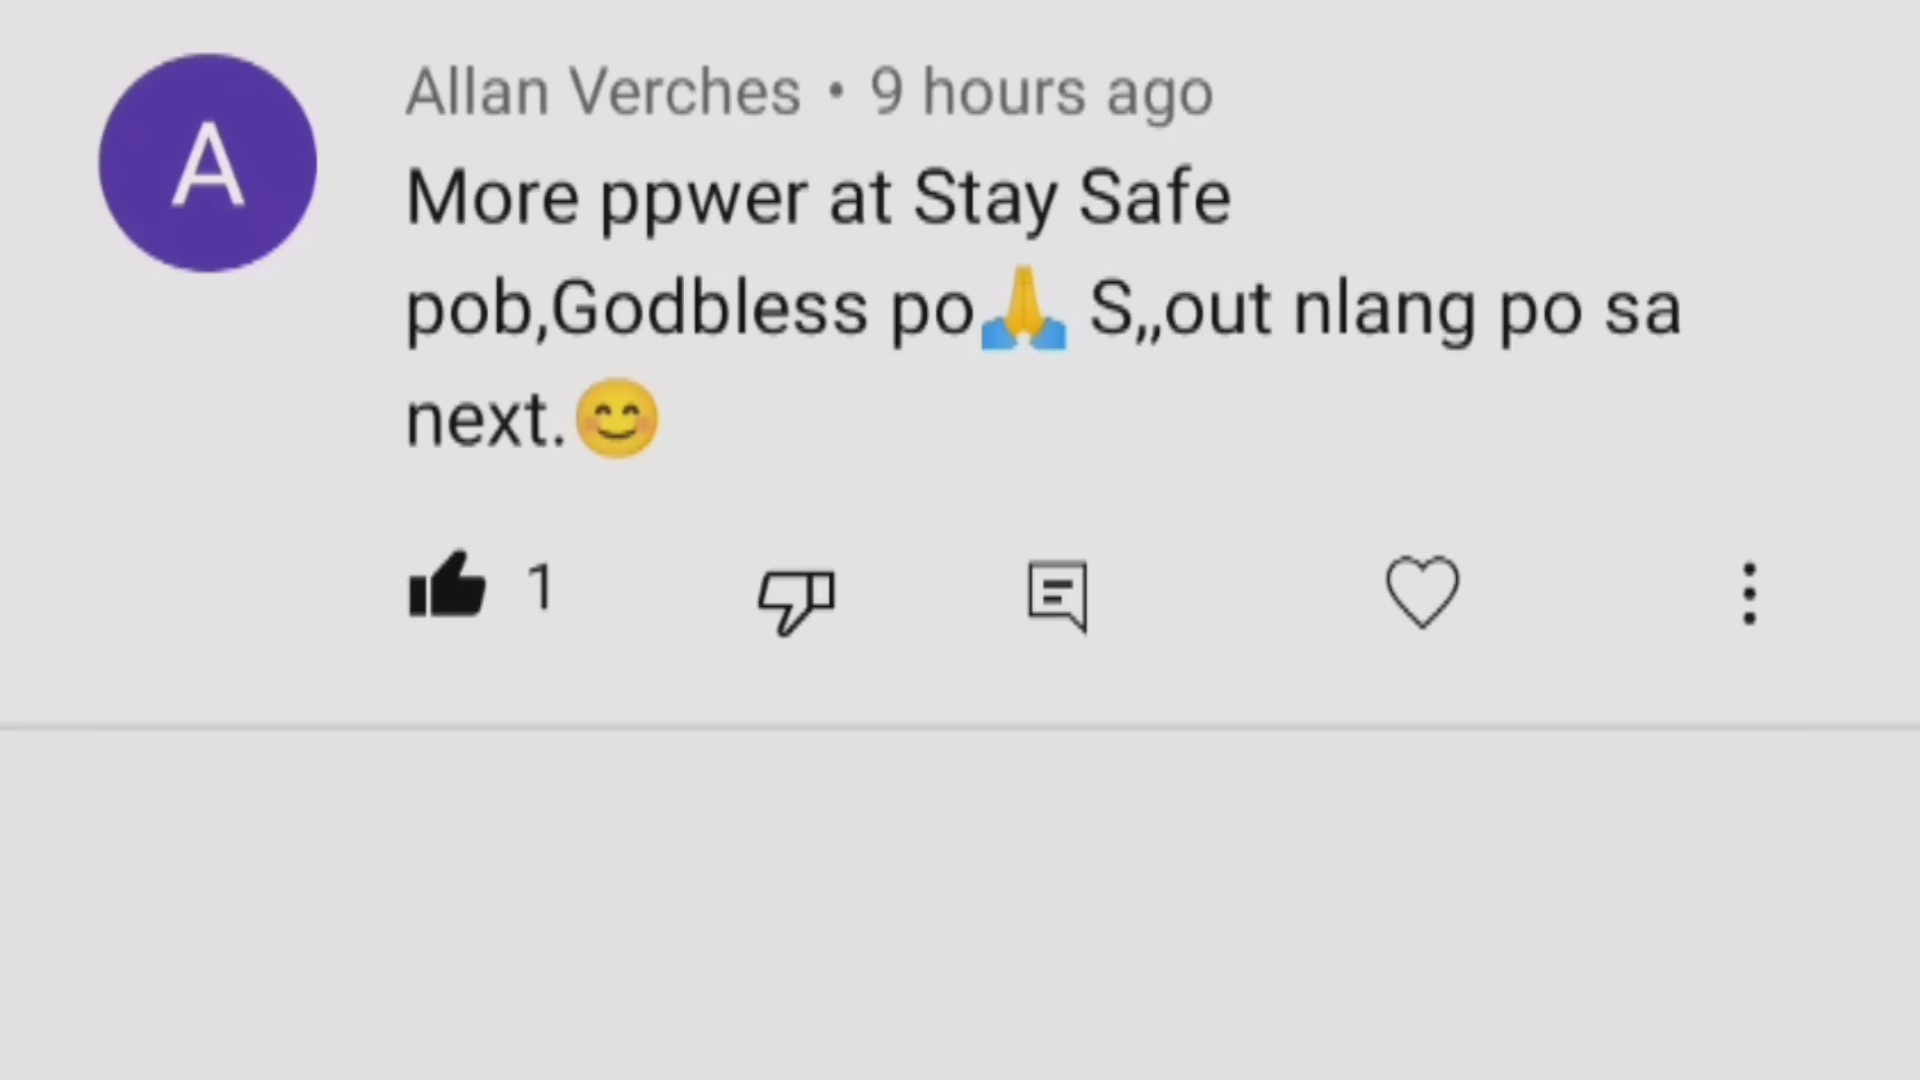 A
Allan Verches • 9 hours ago
More ppwer at Stay Safe
pob,Godbless po🙏 S,,out nlang po sa
next.😊
1